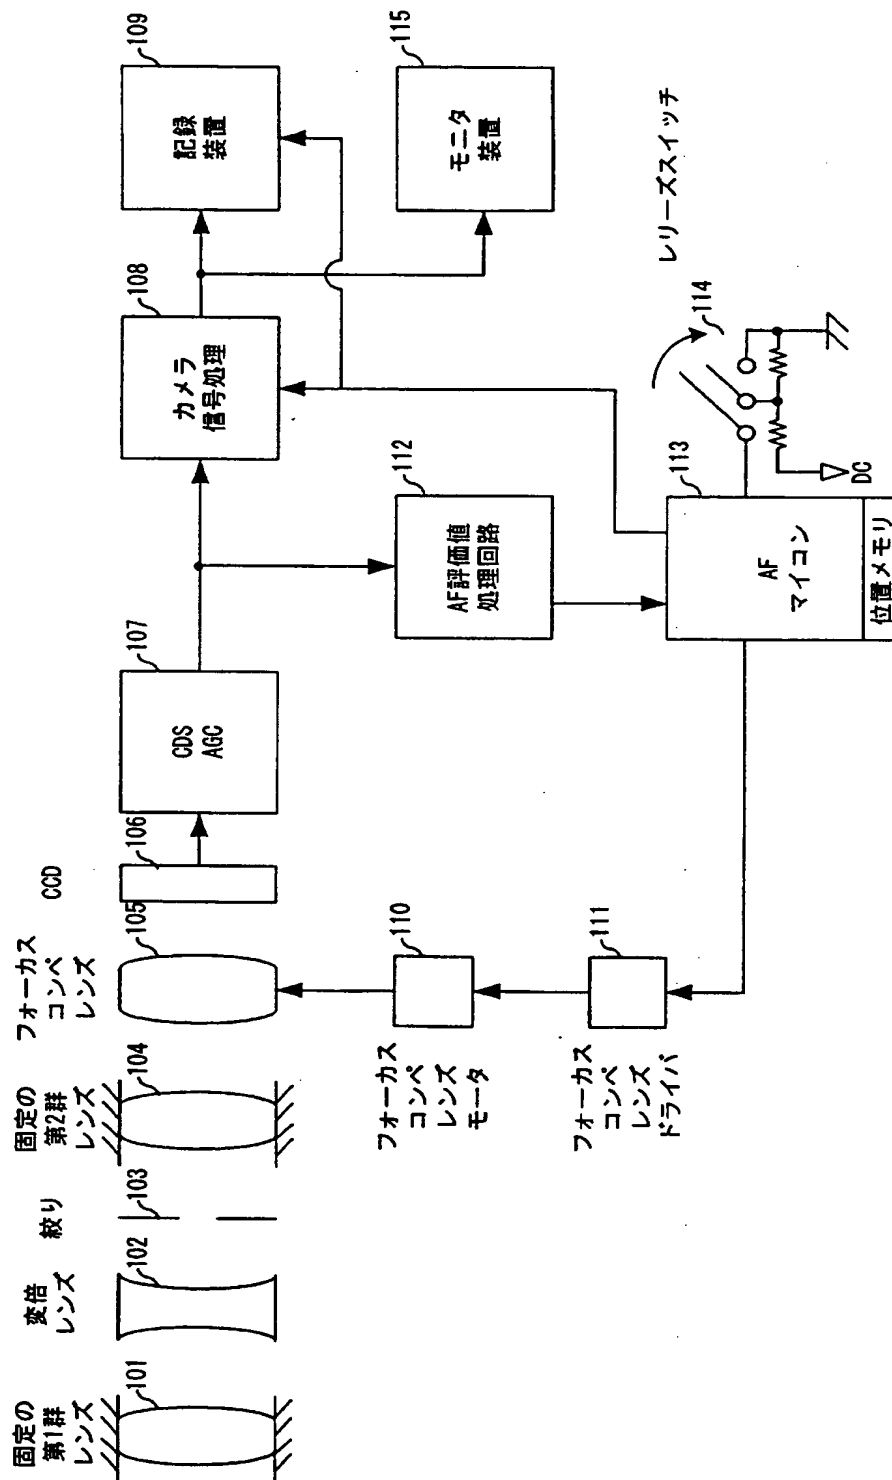 固定の
第1群
レンズ
101
変倍
レンズ
102
絞り
103
固定の
第2群
レンズ
104
フォーカス
コンペ
レンズ
105
CCD
106
CDS
AGC
107
カメラ
信号処理
108
記録
装置
109
フォーカス
コンペ
レンズ
モータ
110
フォーカス
コンペ
レンズ
ドライバ
111
AF評価値
処理回路
112
AF
マイコン
位置メモリ
113
DC
114
レリーズスイッチ
モニタ
装置
115